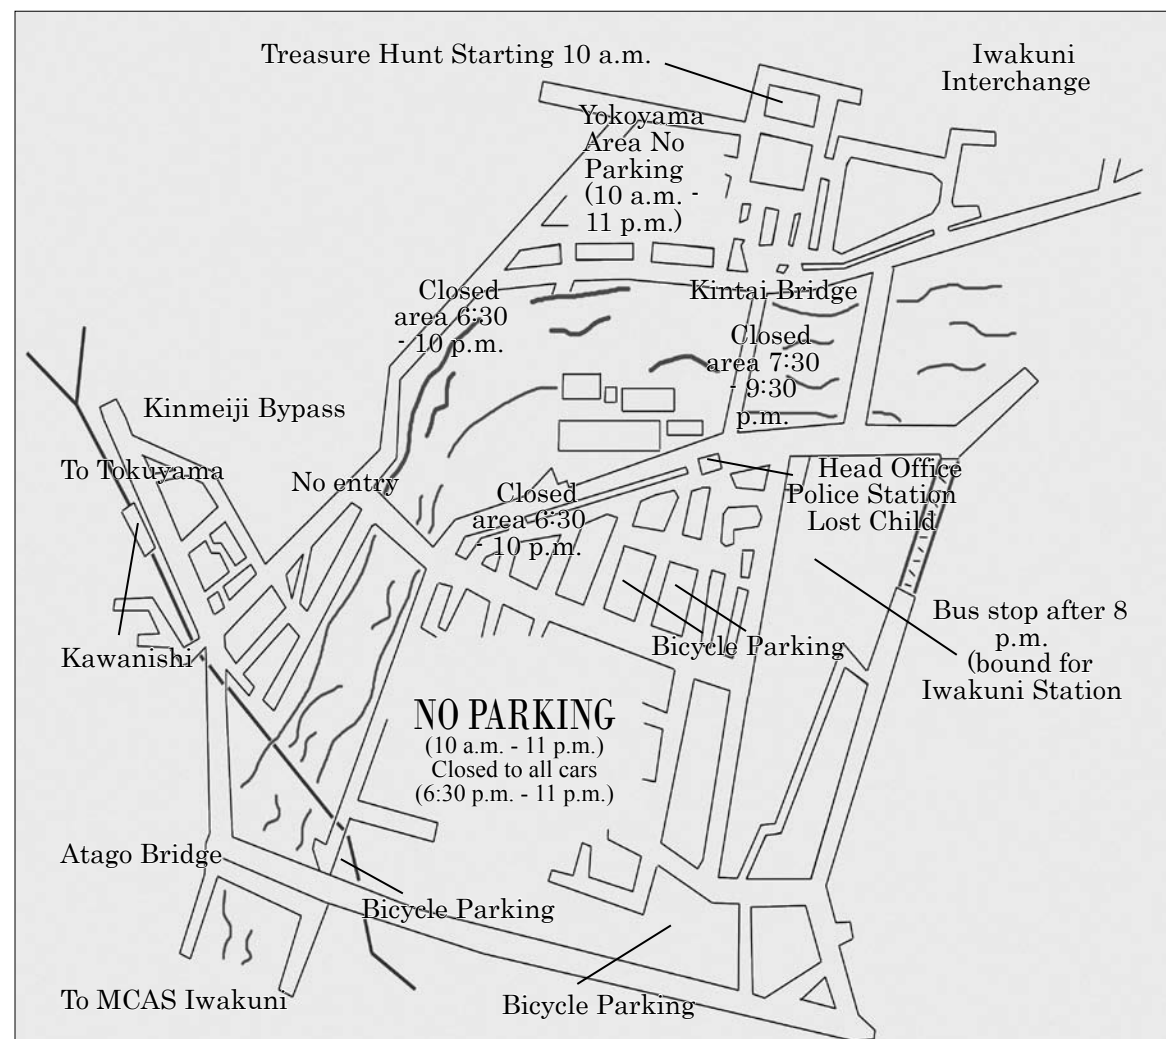 Treasure Hunt Starting 10 a.m.
Iwakuni
Interchange
Yokoyama
Area No
Parking
(10 a.m. -
11 p.m.)
Closed
area 6:30
- 10 p.m.
Kintai Bridge
Closed
area 7:30
- 9:30
p.m.
Kinmeiji Bypass
To Tokuyama
No entry
Closed
area 6:30
- 10 p.m.
Head Office
Police Station
Lost Child
Bus stop after 8
p.m.
(bound for
Iwakuni Station
Bicycle Parking
Kawanishi
NO PARKING
(10 a.m. - 11 p.m.)
Closed to all cars
(6:30 p.m. - 11 p.m.)
Atago Bridge
Bicycle Parking
To MCAS Iwakuni
Bicycle Parking